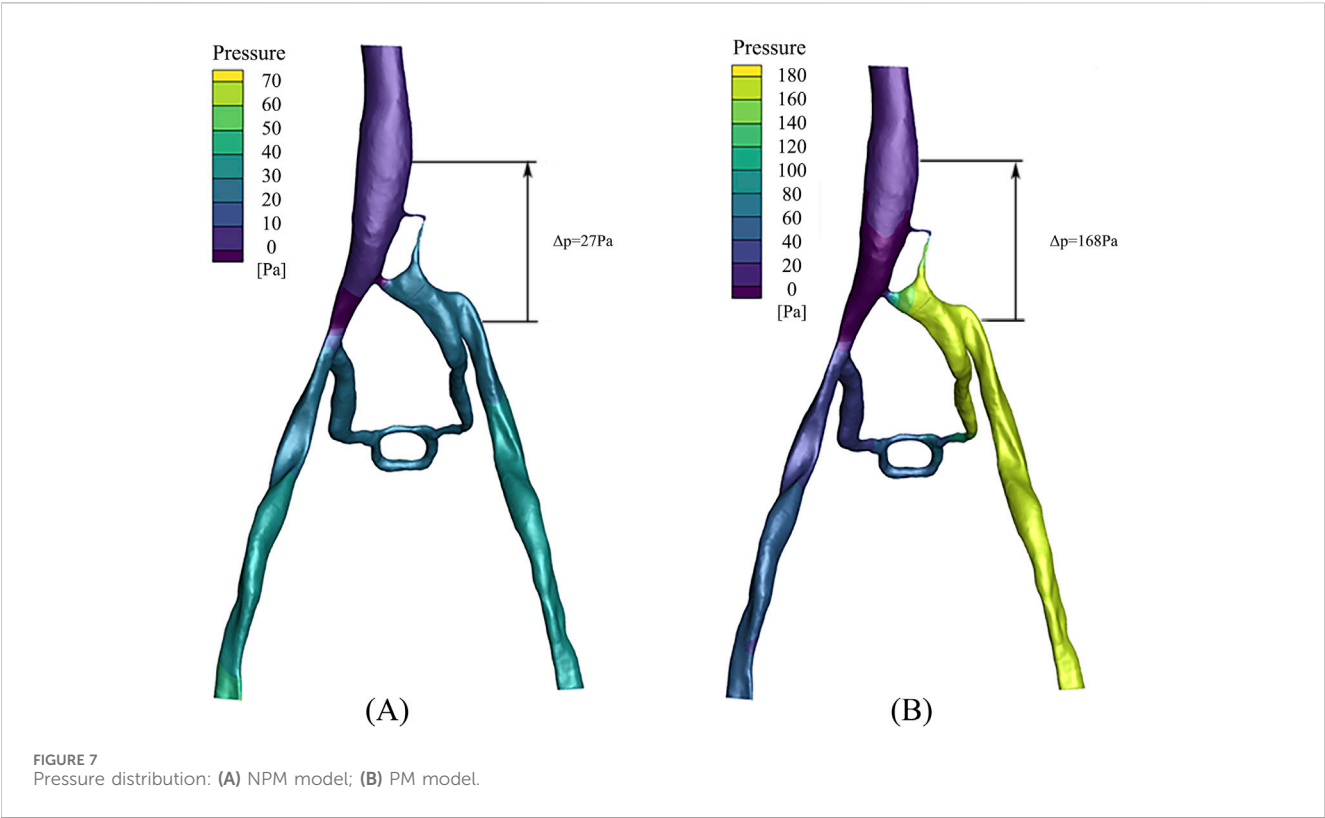 Pressure
70
60
50
40
30
20
10
0
[Pa]
Δp=27Pa
(A)
Pressure
180
160
140
120
100
80
60
40
20
0
[Pa]
Δp=168Pa
(B)
FIGURE 7
Pressure distribution: (A) NPM model; (B) PM model.